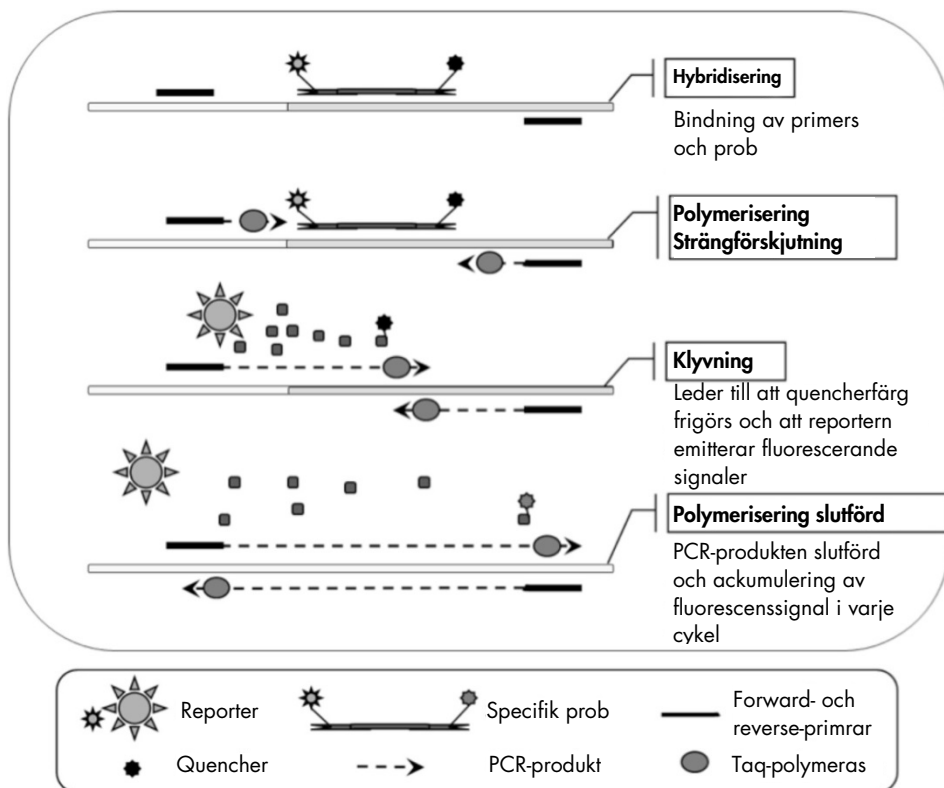 Hybridisering
Bindning av primers
och prob
Polymerisering
Strängförskjutning
Klyvning
Leder till att quencherfärg
frigörs och att reportern
emitterar fluorescerande
signaler
Polymerisering slutförd
PCR-produkten slutförd
och ackumulering av
fluorescenssignal i varje
cykel
Reporter
Specifik prob
Forward- och
reverse-primrar
Quencher
PCR-produkt
Taq-polymeras